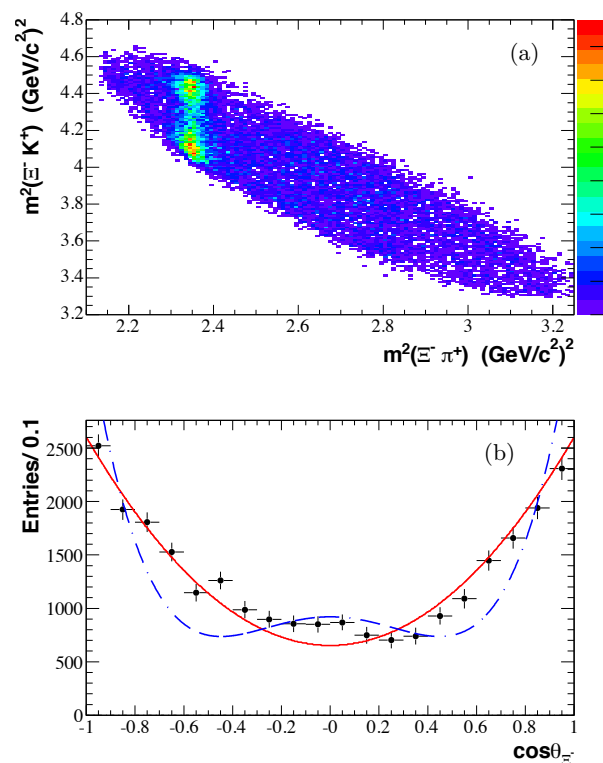 (a)
m²(Ξ⁻ K⁺) (GeV/c²)²
4.8
4.6
4.4
4.2
4
3.8
3.6
3.4
3.2
2.2 2.4 2.6 2.8 3 3.2
m²(Ξ⁻ π⁺) (GeV/c²)²
(b)
Entries/ 0.1
2500
2000
1500
1000
500
0
-1 -0.8 -0.6 -0.4 -0.2 -0 0.2 0.4 0.6 0.8 1
cosθ_Ξ⁻